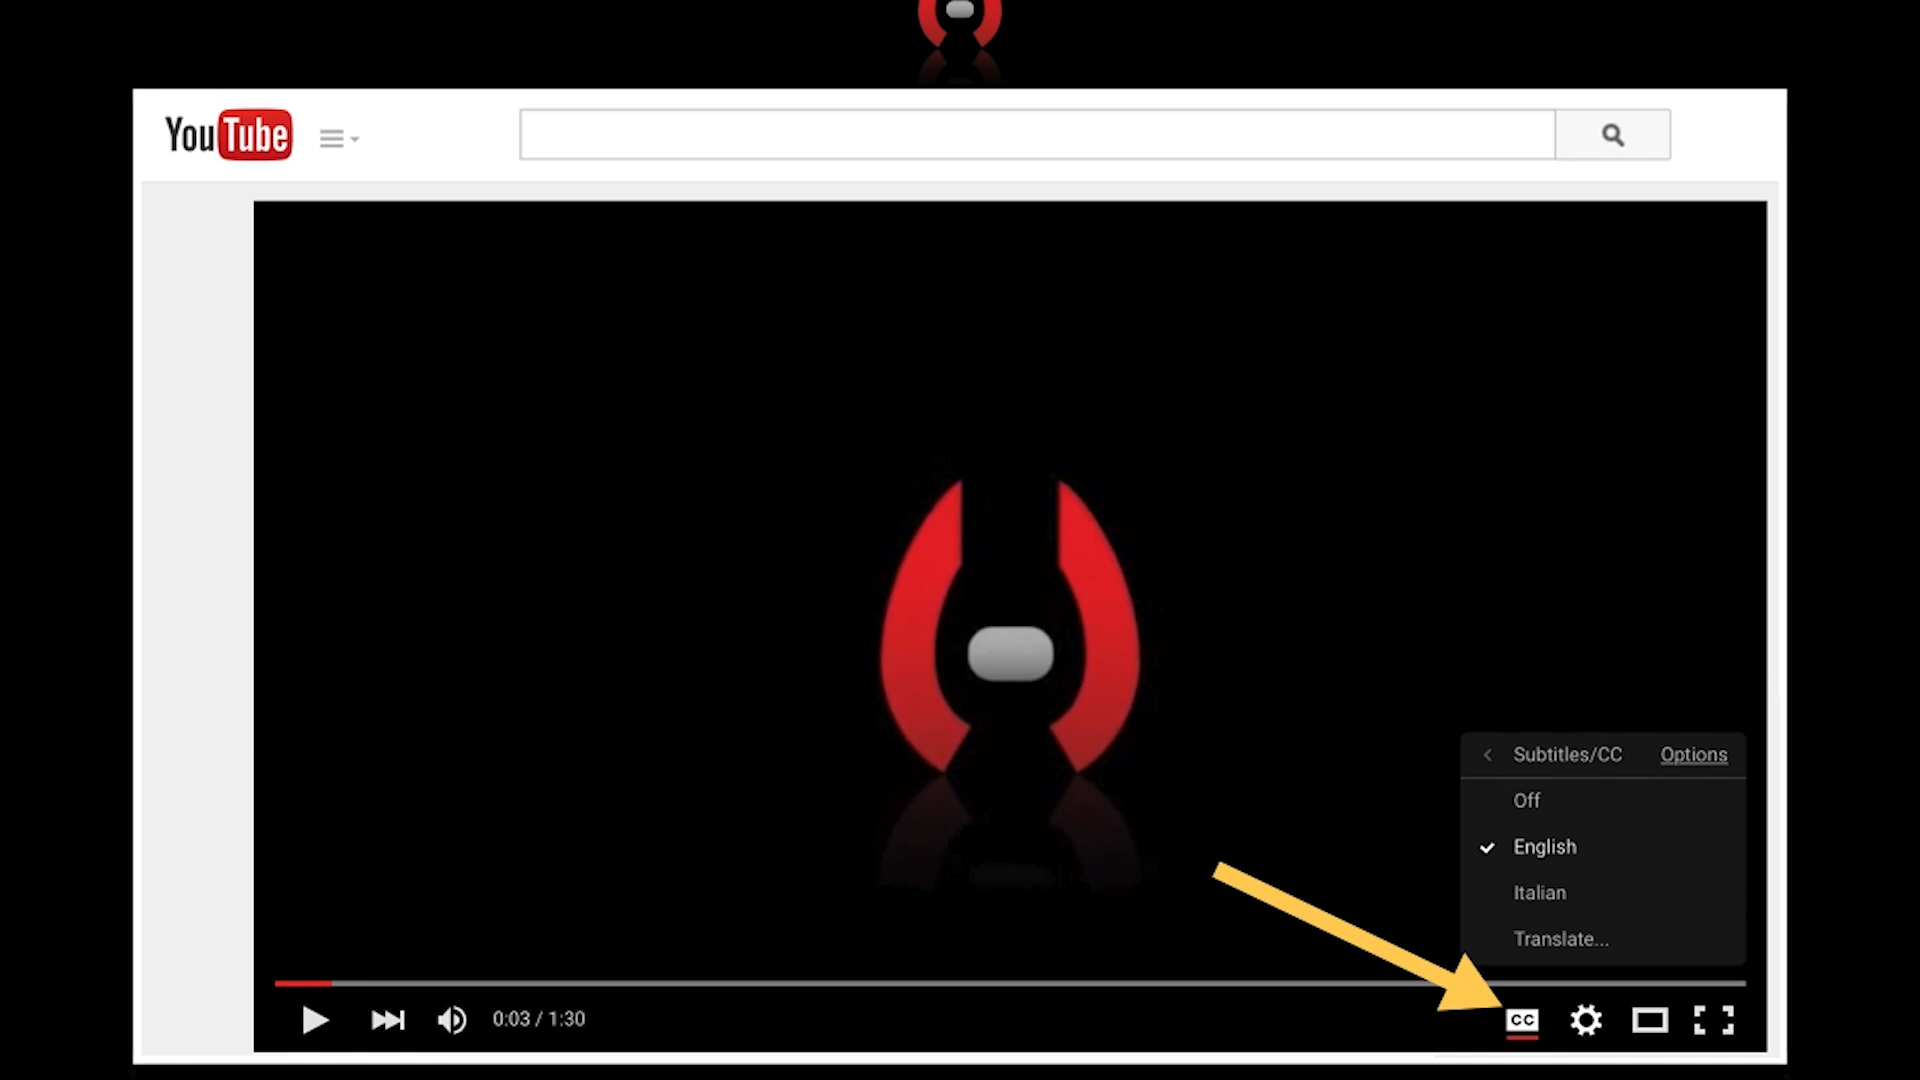 YouTube
Subtitles/CC Options
Off
English
Italian
Translate...
0:03 / 1:30
CC